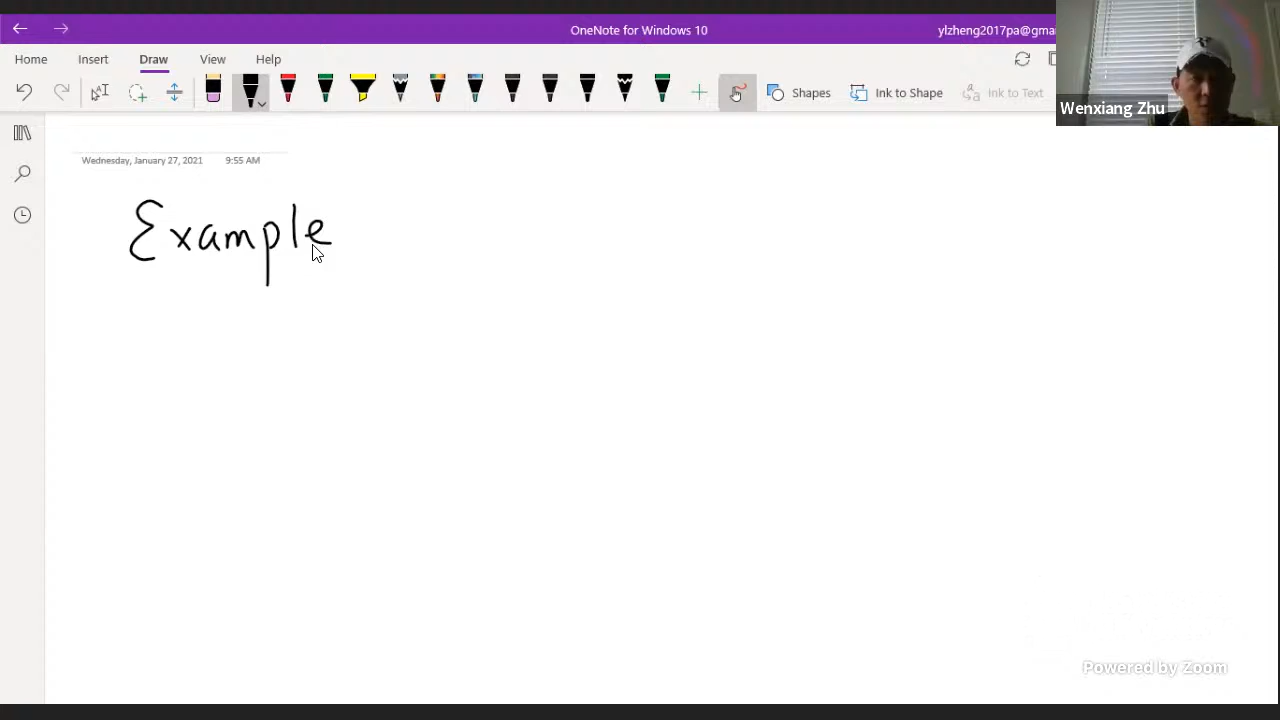 OneNote for Windows 10
ylzheng2017pa@gma
Home Insert Draw View Help
Shapes Ink to Shape Ink to Text
Wenxiang Zhu
Wednesday, January 27, 2021 9:55 AM
Example
Powered by Zoom